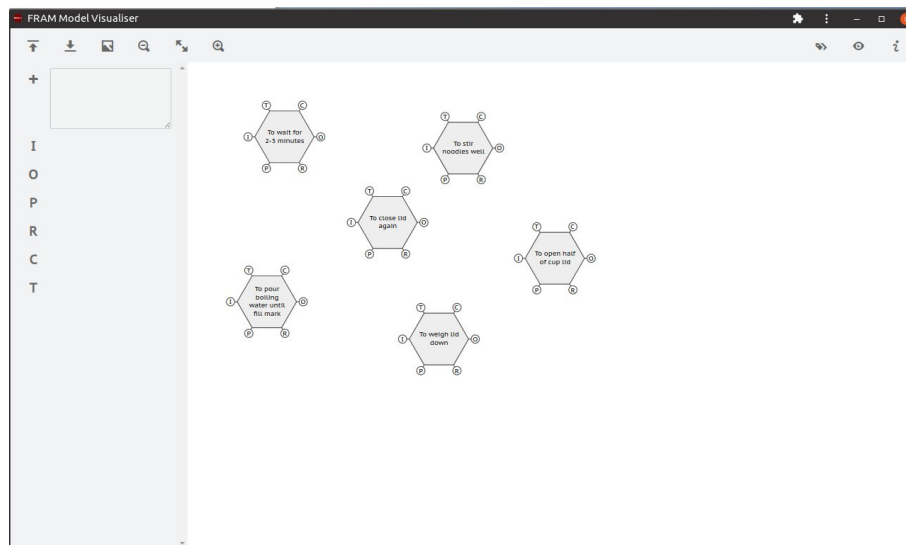 FRAM Model Visualiser
i
+
I
O
P
R
C
T
T C
I O
P R
To wait for
2-3 minutes
T C
I O
P R
To stir
noodles well
T C
I O
P R
To close lid
again
T C
I O
P R
To open half
of cup lid
T C
I O
P R
To pour
boiling
water until
fill mark
T C
I O
P R
To weigh lid
down